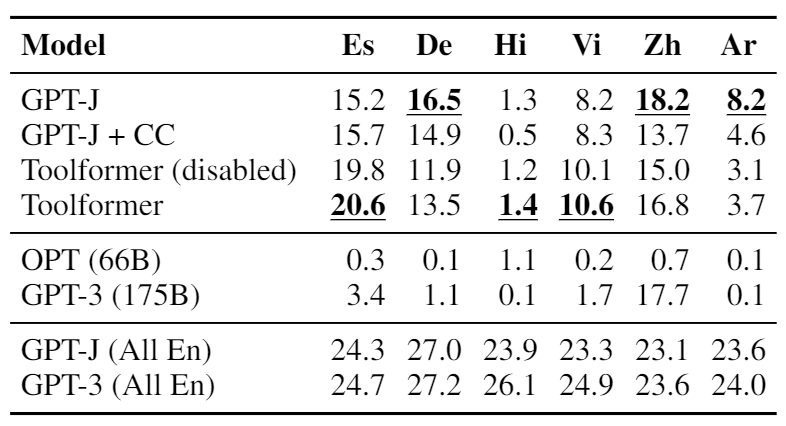 Model Es De Hi Vi Zh Ar
GPT-J 15.2 16.5 1.3 8.2 18.2 8.2
GPT-J + CC 15.7 14.9 0.5 8.3 13.7 4.6
Toolformer (disabled) 19.8 11.9 1.2 10.1 15.0 3.1
Toolformer 20.6 13.5 1.4 10.6 16.8 3.7
OPT (66B) 0.3 0.1 1.1 0.2 0.7 0.1
GPT-3 (175B) 3.4 1.1 0.1 1.7 17.7 0.1
GPT-J (All En) 24.3 27.0 23.9 23.3 23.1 23.6
GPT-3 (All En) 24.7 27.2 26.1 24.9 23.6 24.0